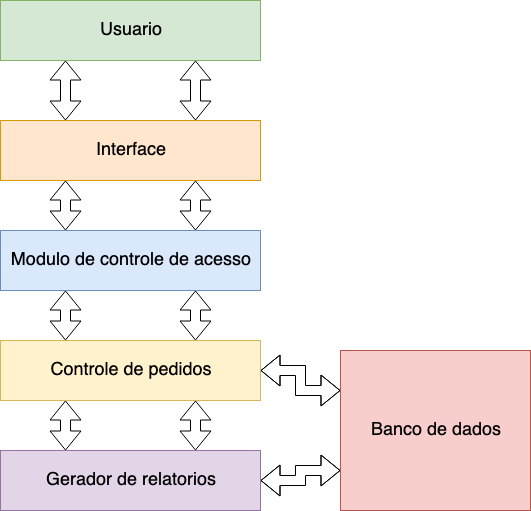 Usuario
Interface
Modulo de controle de acesso
Controle de pedidos
Banco de dados
Gerador de relatorios